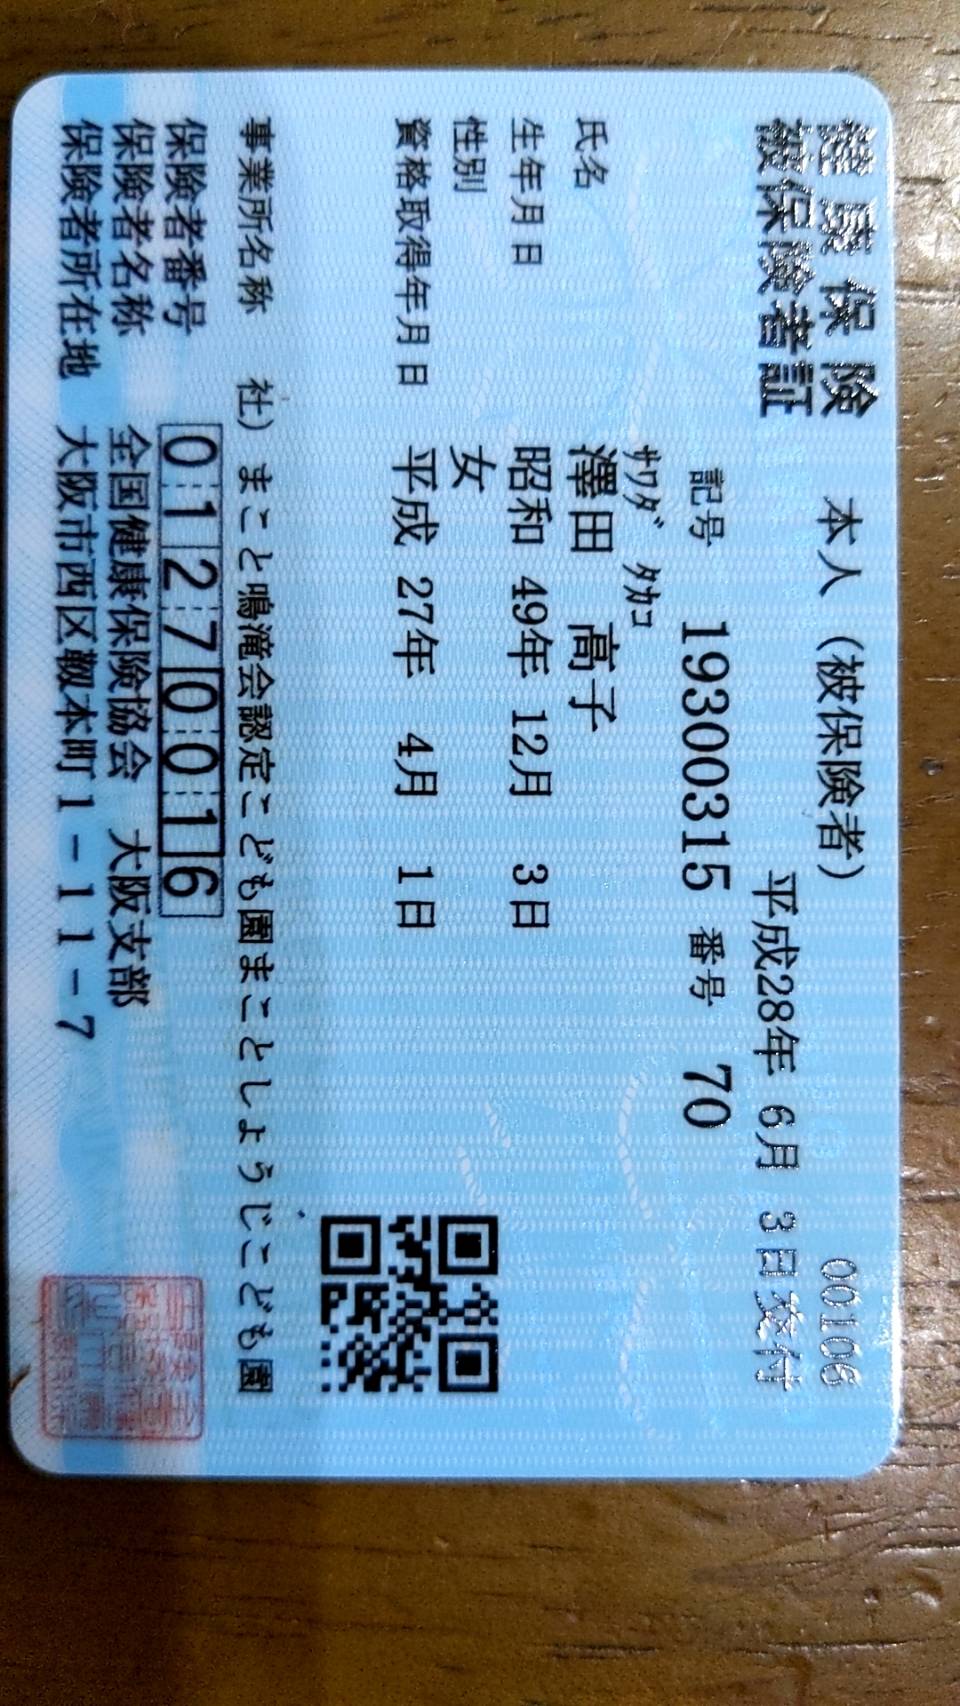 健康保険 本人（被保険者） 00106
被保険者証 平成28年 6月 3日交付
記号 19300315 番号 70
ｻﾜﾀﾞ ﾀｶｺ
氏名 澤田 高子
生年月日 昭和 49年 12月 3日
性別 女
資格取得年月日 平成 27年 4月 1日
事業所名称 社）まこと鳴滝会認定こども園まことしょうじこども園
保険者番号 01270016
保険者名称 全国健康保険協会 大阪支部
保険者所在地 大阪市西区靱本町1－11－7